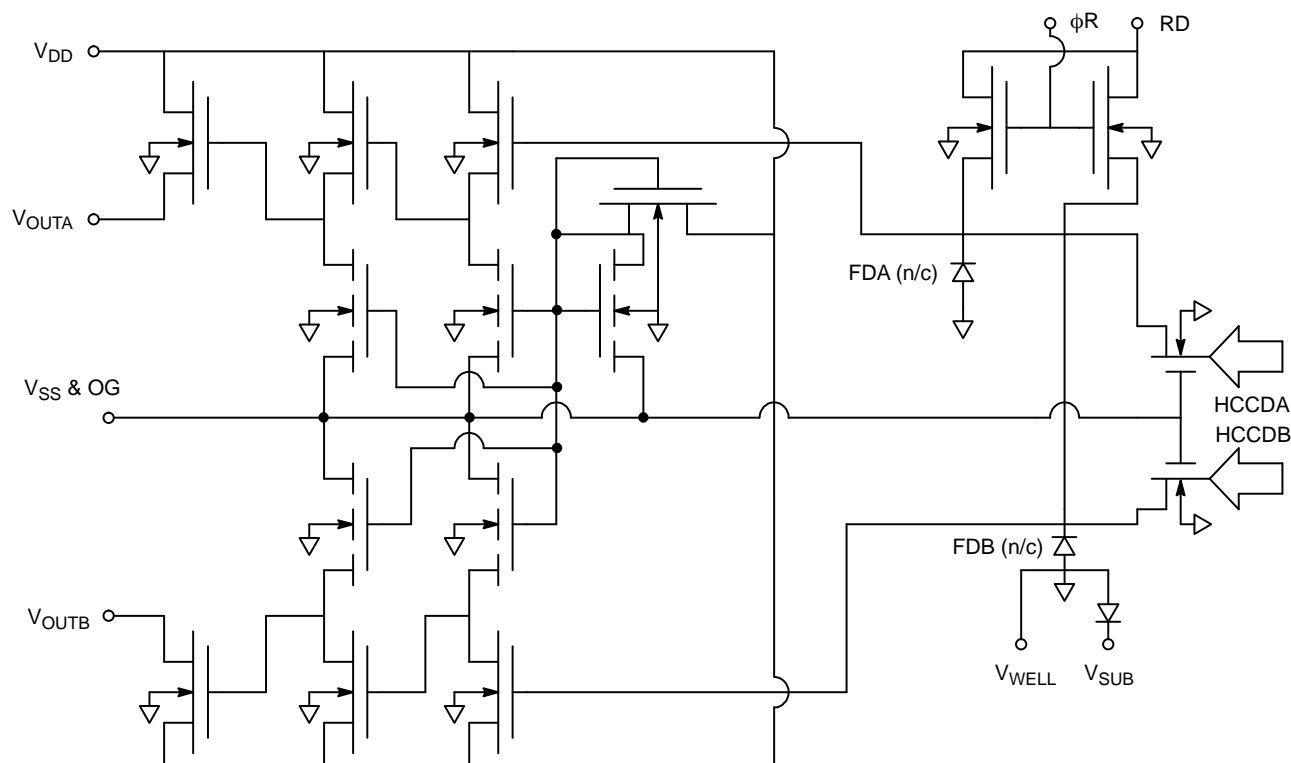 ϕR
RD
V_DD
V_OUTA
FDA (n/c)
V_SS & OG
HCCDA
HCCDB
FDB (n/c)
V_OUTB
V_WELL
V_SUB